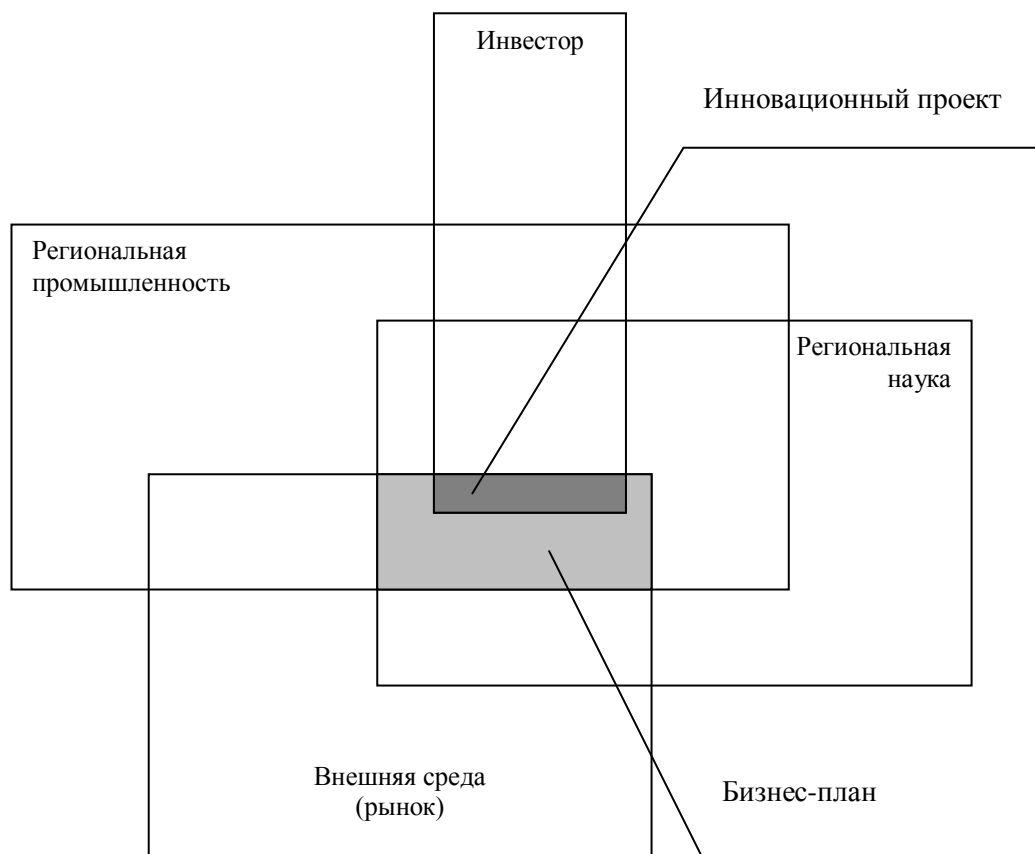 Инвестор
Инновационный проект
Региональная
промышленность
Региональная
наука
Внешняя среда
(рынок)
Бизнес-план